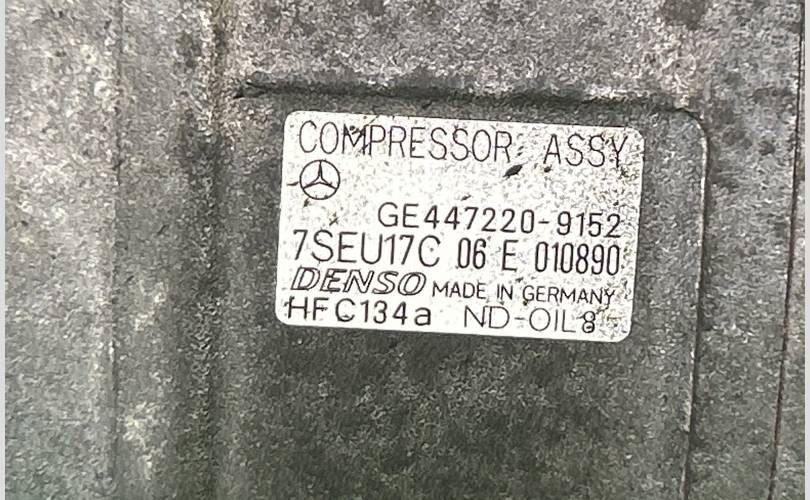 COMPRESSOR ASSY
GE447220-9152
7SEU17C 06 E 010890
DENSO MADE IN GERMANY
HFC134a ND-OIL8